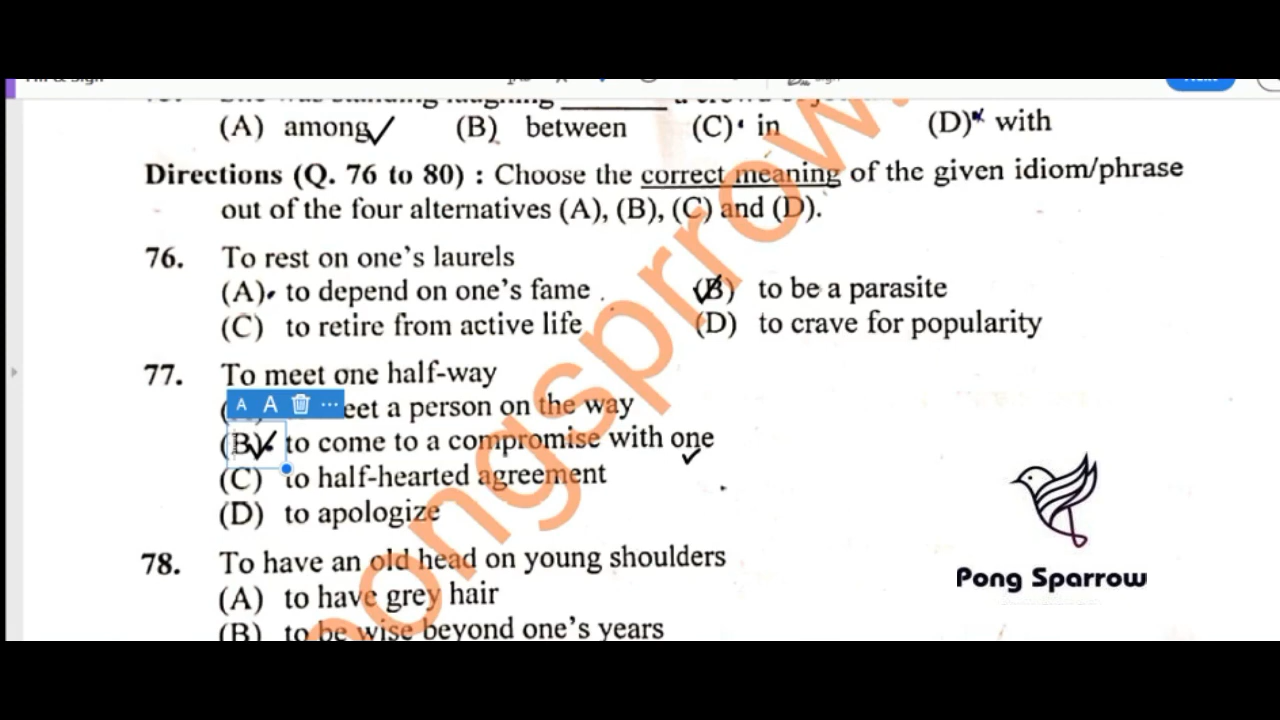 (A) among (B) between (C) in (D) with
Directions (Q. 76 to 80) : Choose the correct meaning of the given idiom/phrase
out of the four alternatives (A), (B), (C) and (D).
76. To rest on one's laurels
(A) to depend on one's fame (B) to be a parasite
(C) to retire from active life (D) to crave for popularity
77. To meet one half-way
A A ...
eet a person on the way
(B) to come to a compromise with one
(C) to half-hearted agreement
(D) to apologize
78. To have an old head on young shoulders
(A) to have grey hair
(B) to be wise beyond one's years
ongsprrow.
Pong Sparrow